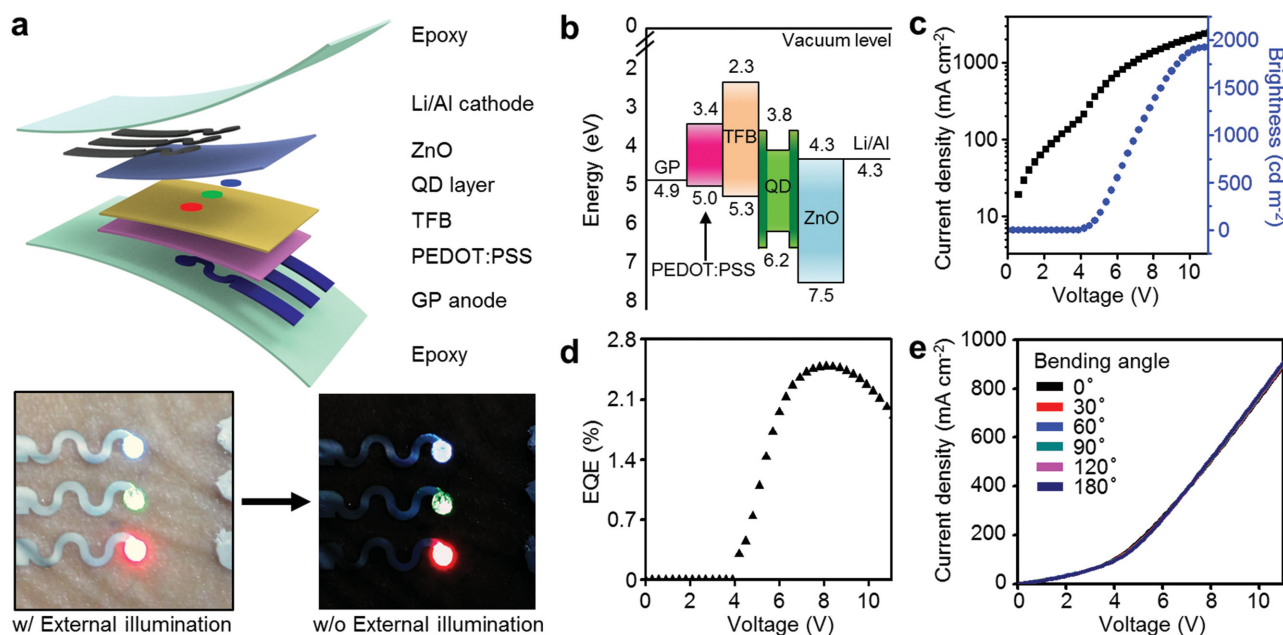 a
Epoxy
Li/Al cathode
ZnO
QD layer
TFB
PEDOT:PSS
GP anode
Epoxy
w/ External illumination
w/o External illumination
b
Energy (eV)
0
2
3
4
5
6
7
8
Vacuum level
GP
4.9
3.4
5.0
PEDOT:PSS
2.3
TFB
5.3
3.8
QD
6.2
4.3
ZnO
7.5
Li/Al
4.3
c
Current density (mA cm⁻²)
1000
100
10
0 2 4 6 8 10
Voltage (V)
2000
1500
1000
500
0
Brightness (cd m⁻²)
d
EQE (%)
2.8
2.1
1.4
0.7
0
0 2 4 6 8 10
Voltage (V)
e
Current density (mA cm⁻²)
1000
800
600
400
200
0
Bending angle
0°
30°
60°
90°
120°
180°
0 2 4 6 8 10
Voltage (V)